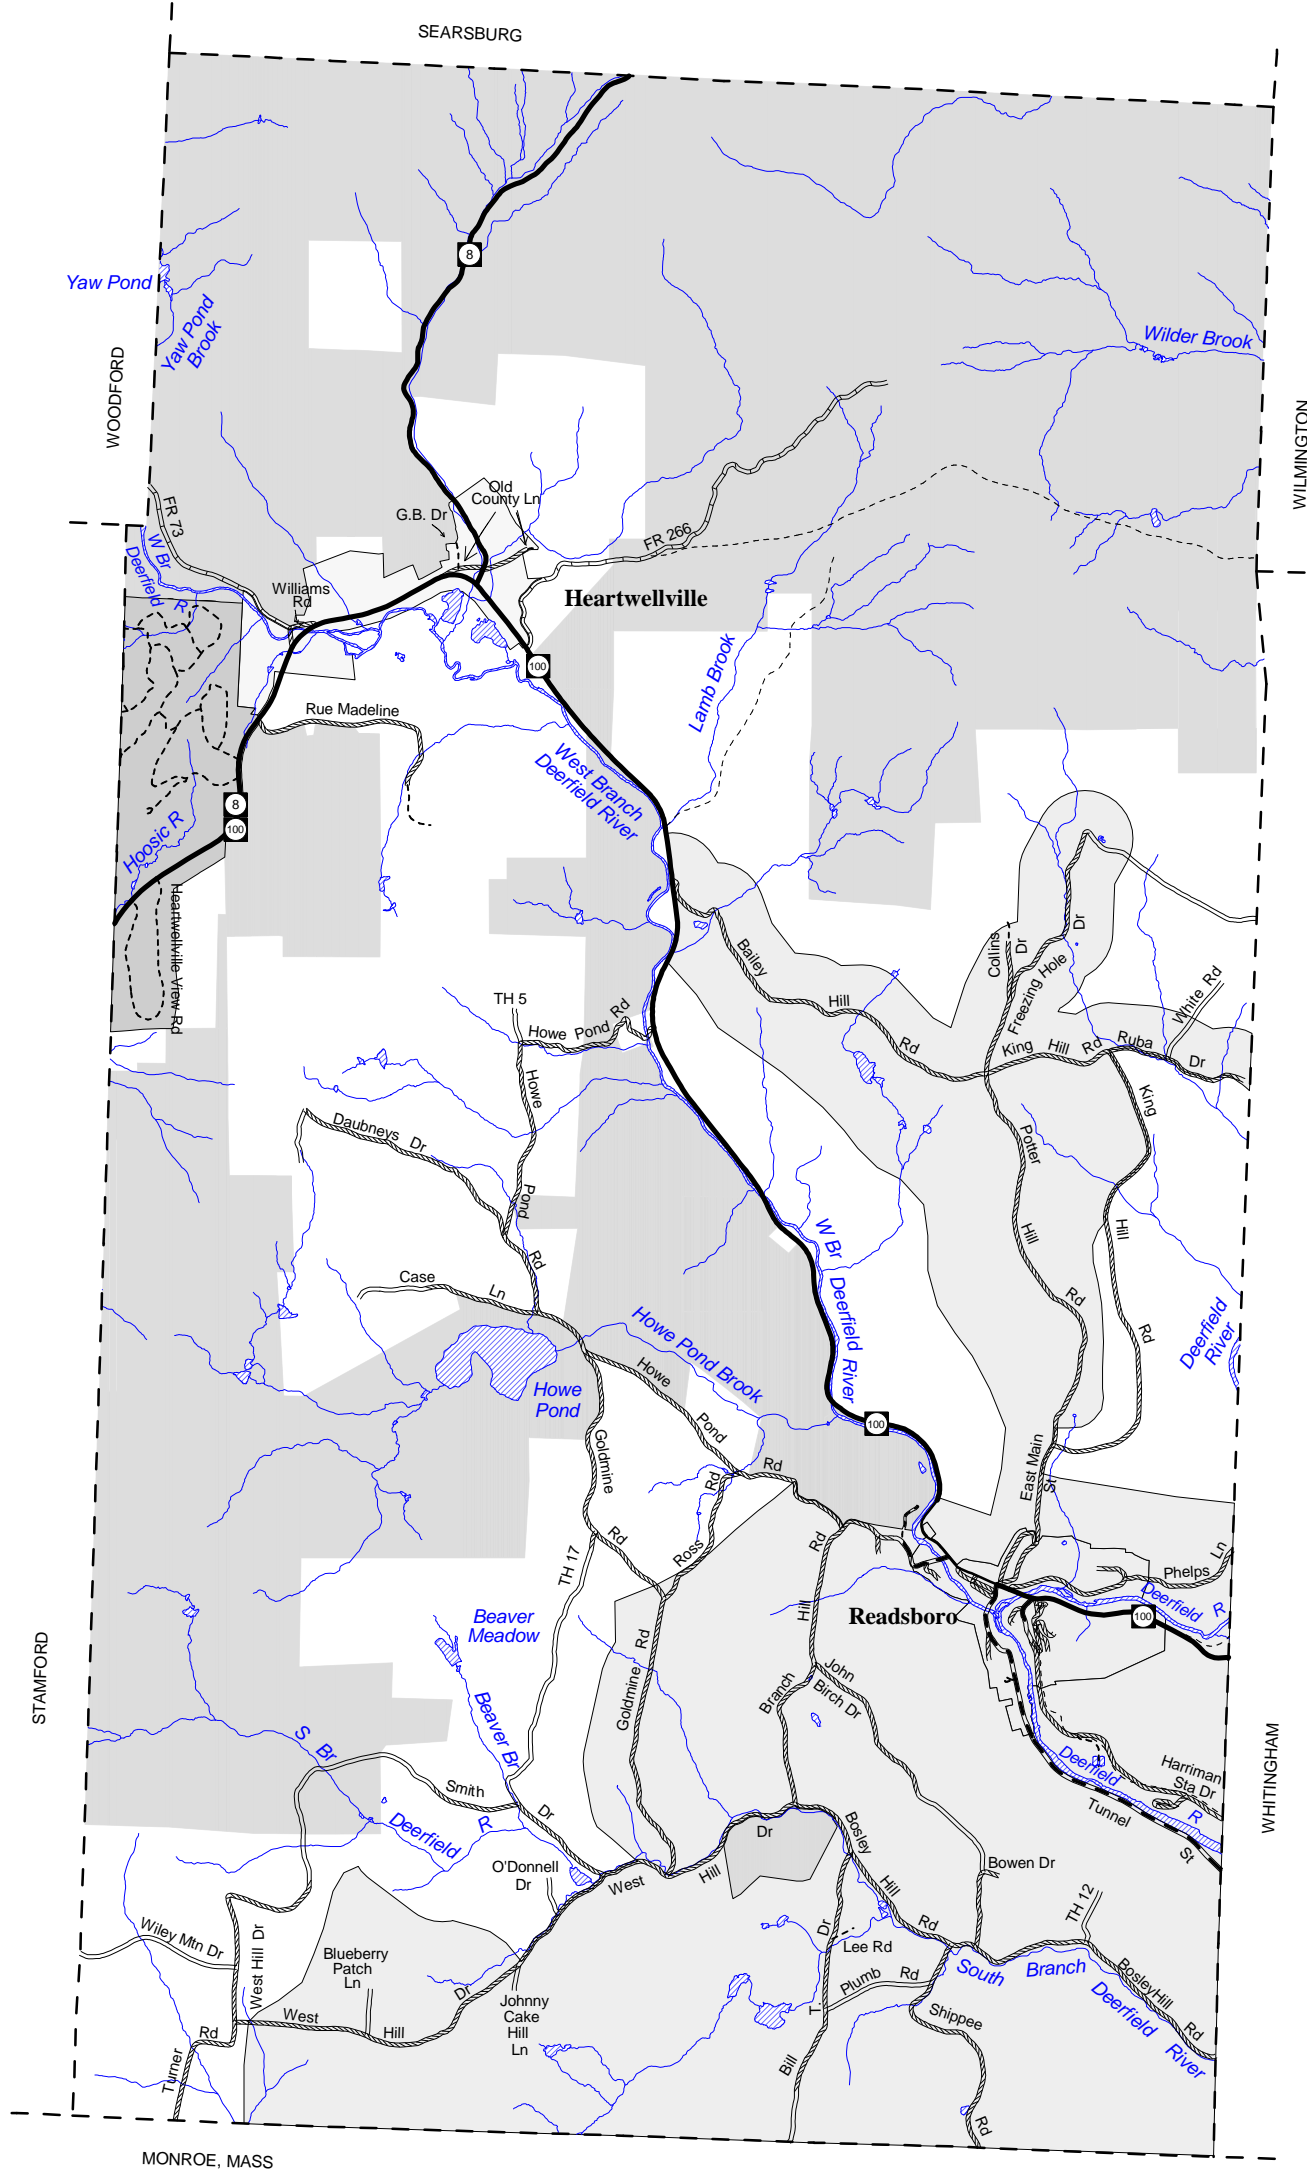 SEARSBURG
8
Yaw Pond
Yaw Pond
Brook
Wilder Brook
WOODFORD
WILMINGTON
Old
County Ln
G.B. Dr
FR 73
FR 266
W Br
Deerfield
R
Williams
Rd
Heartwellville
100
Lamb Brook
Rue Madeline
West Branch
Deerfield River
8
100
Hoosic R
Heartwellville View Rd
Bailey
Hill
Rd
Collins
Dr
Freezing Hole
Dr
White Rd
TH 5
Howe Pond Rd
King Hill Rd
Ruba
Dr
Howe
Pond
Rd
King
Hill
Rd
Daubneys Dr
Potter
Hill
Rd
W Br
Deerfield
River
Case
Ln
Deerfield
River
Howe Pond Brook
Howe
Pond
Howe
Pond
Rd
100
Goldmine
Rd
East Main
St
Rd
Ross
TH 17
Rd
Hill
Branch
Phelps
Ln
Deerfield
R
100
Readsboro
Beaver
Meadow
STAMFORD
Goldmine
Rd
John
Birch Dr
Beaver Br
S Br
Deerfield
R
Smith
Dr
Deerfield
R
Harriman
Sta Dr
Tunnel
St
WHITINGHAM
O'Donnell
Dr
West
Hill
Dr
Bosley
Hill
Rd
Bowen Dr
TH 12
Wiley Mtn Dr
West Hill Dr
Blueberry
Patch
Ln
Lee Rd
Plumb
Rd
South
Branch
Deerfield
River
BosleyHill
Rd
Johnny
Cake
Hill
Ln
West
Hill
Dr
Bill
T.
Dr
Shippee
Rd
Turner
Rd
MONROE, MASS